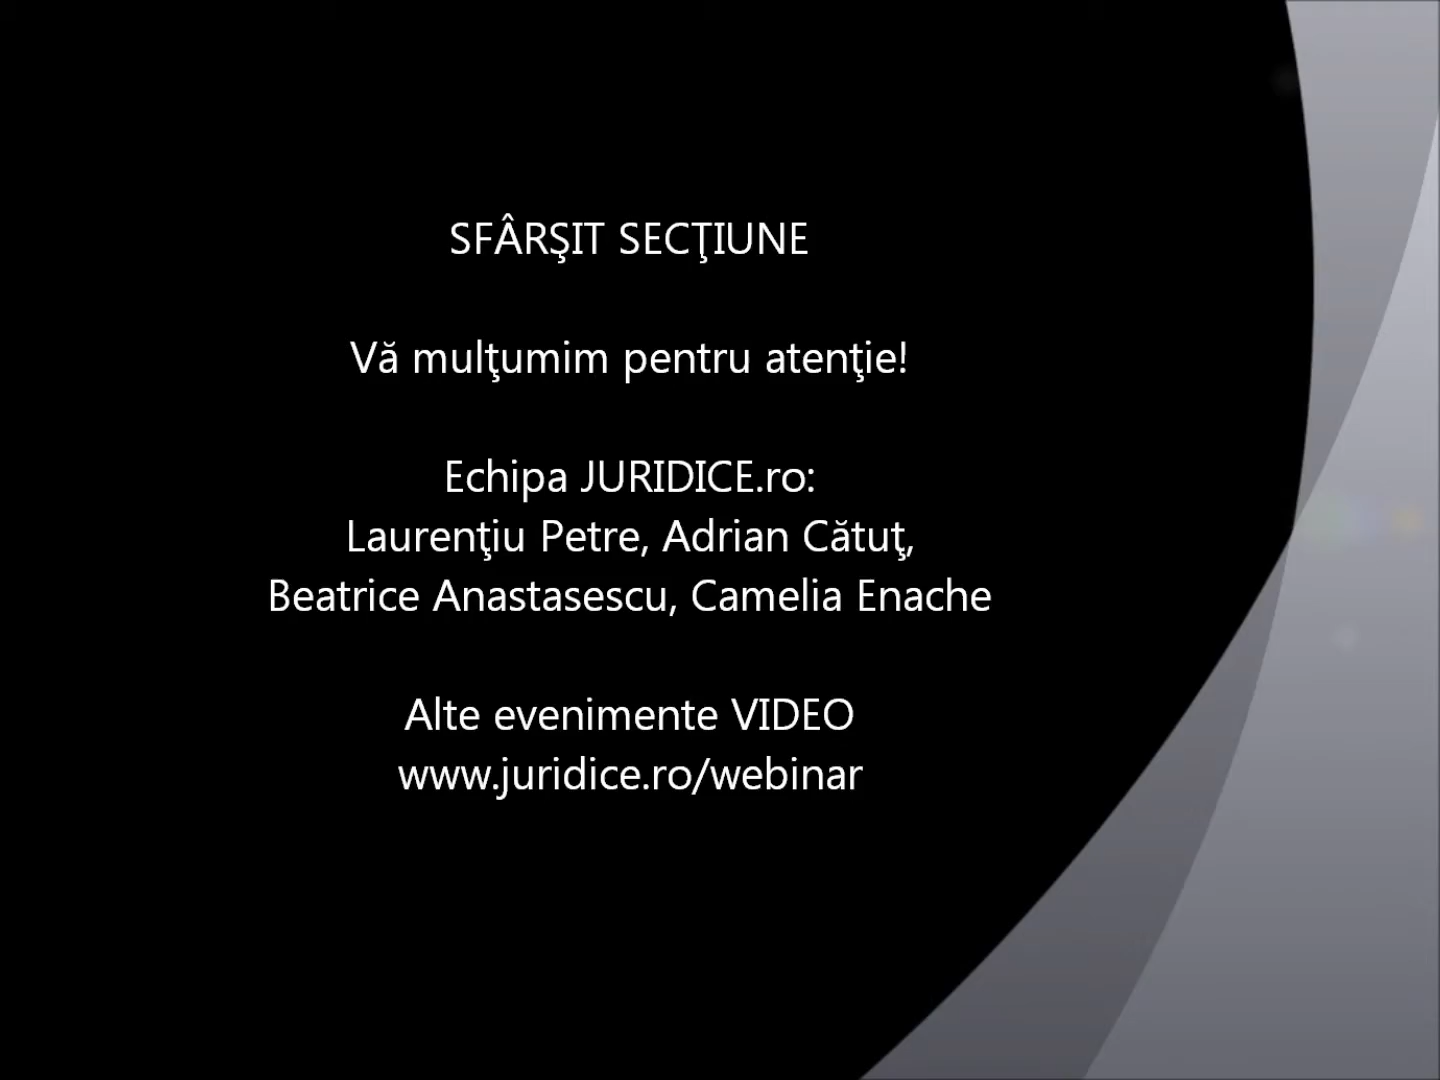 SFÂRŞIT SECŢIUNE
Vă mulţumim pentru atenţie!
Echipa JURIDICE.ro:
Laurenţiu Petre, Adrian Cătuţ,
Beatrice Anastasescu, Camelia Enache
Alte evenimente VIDEO
www.juridice.ro/webinar